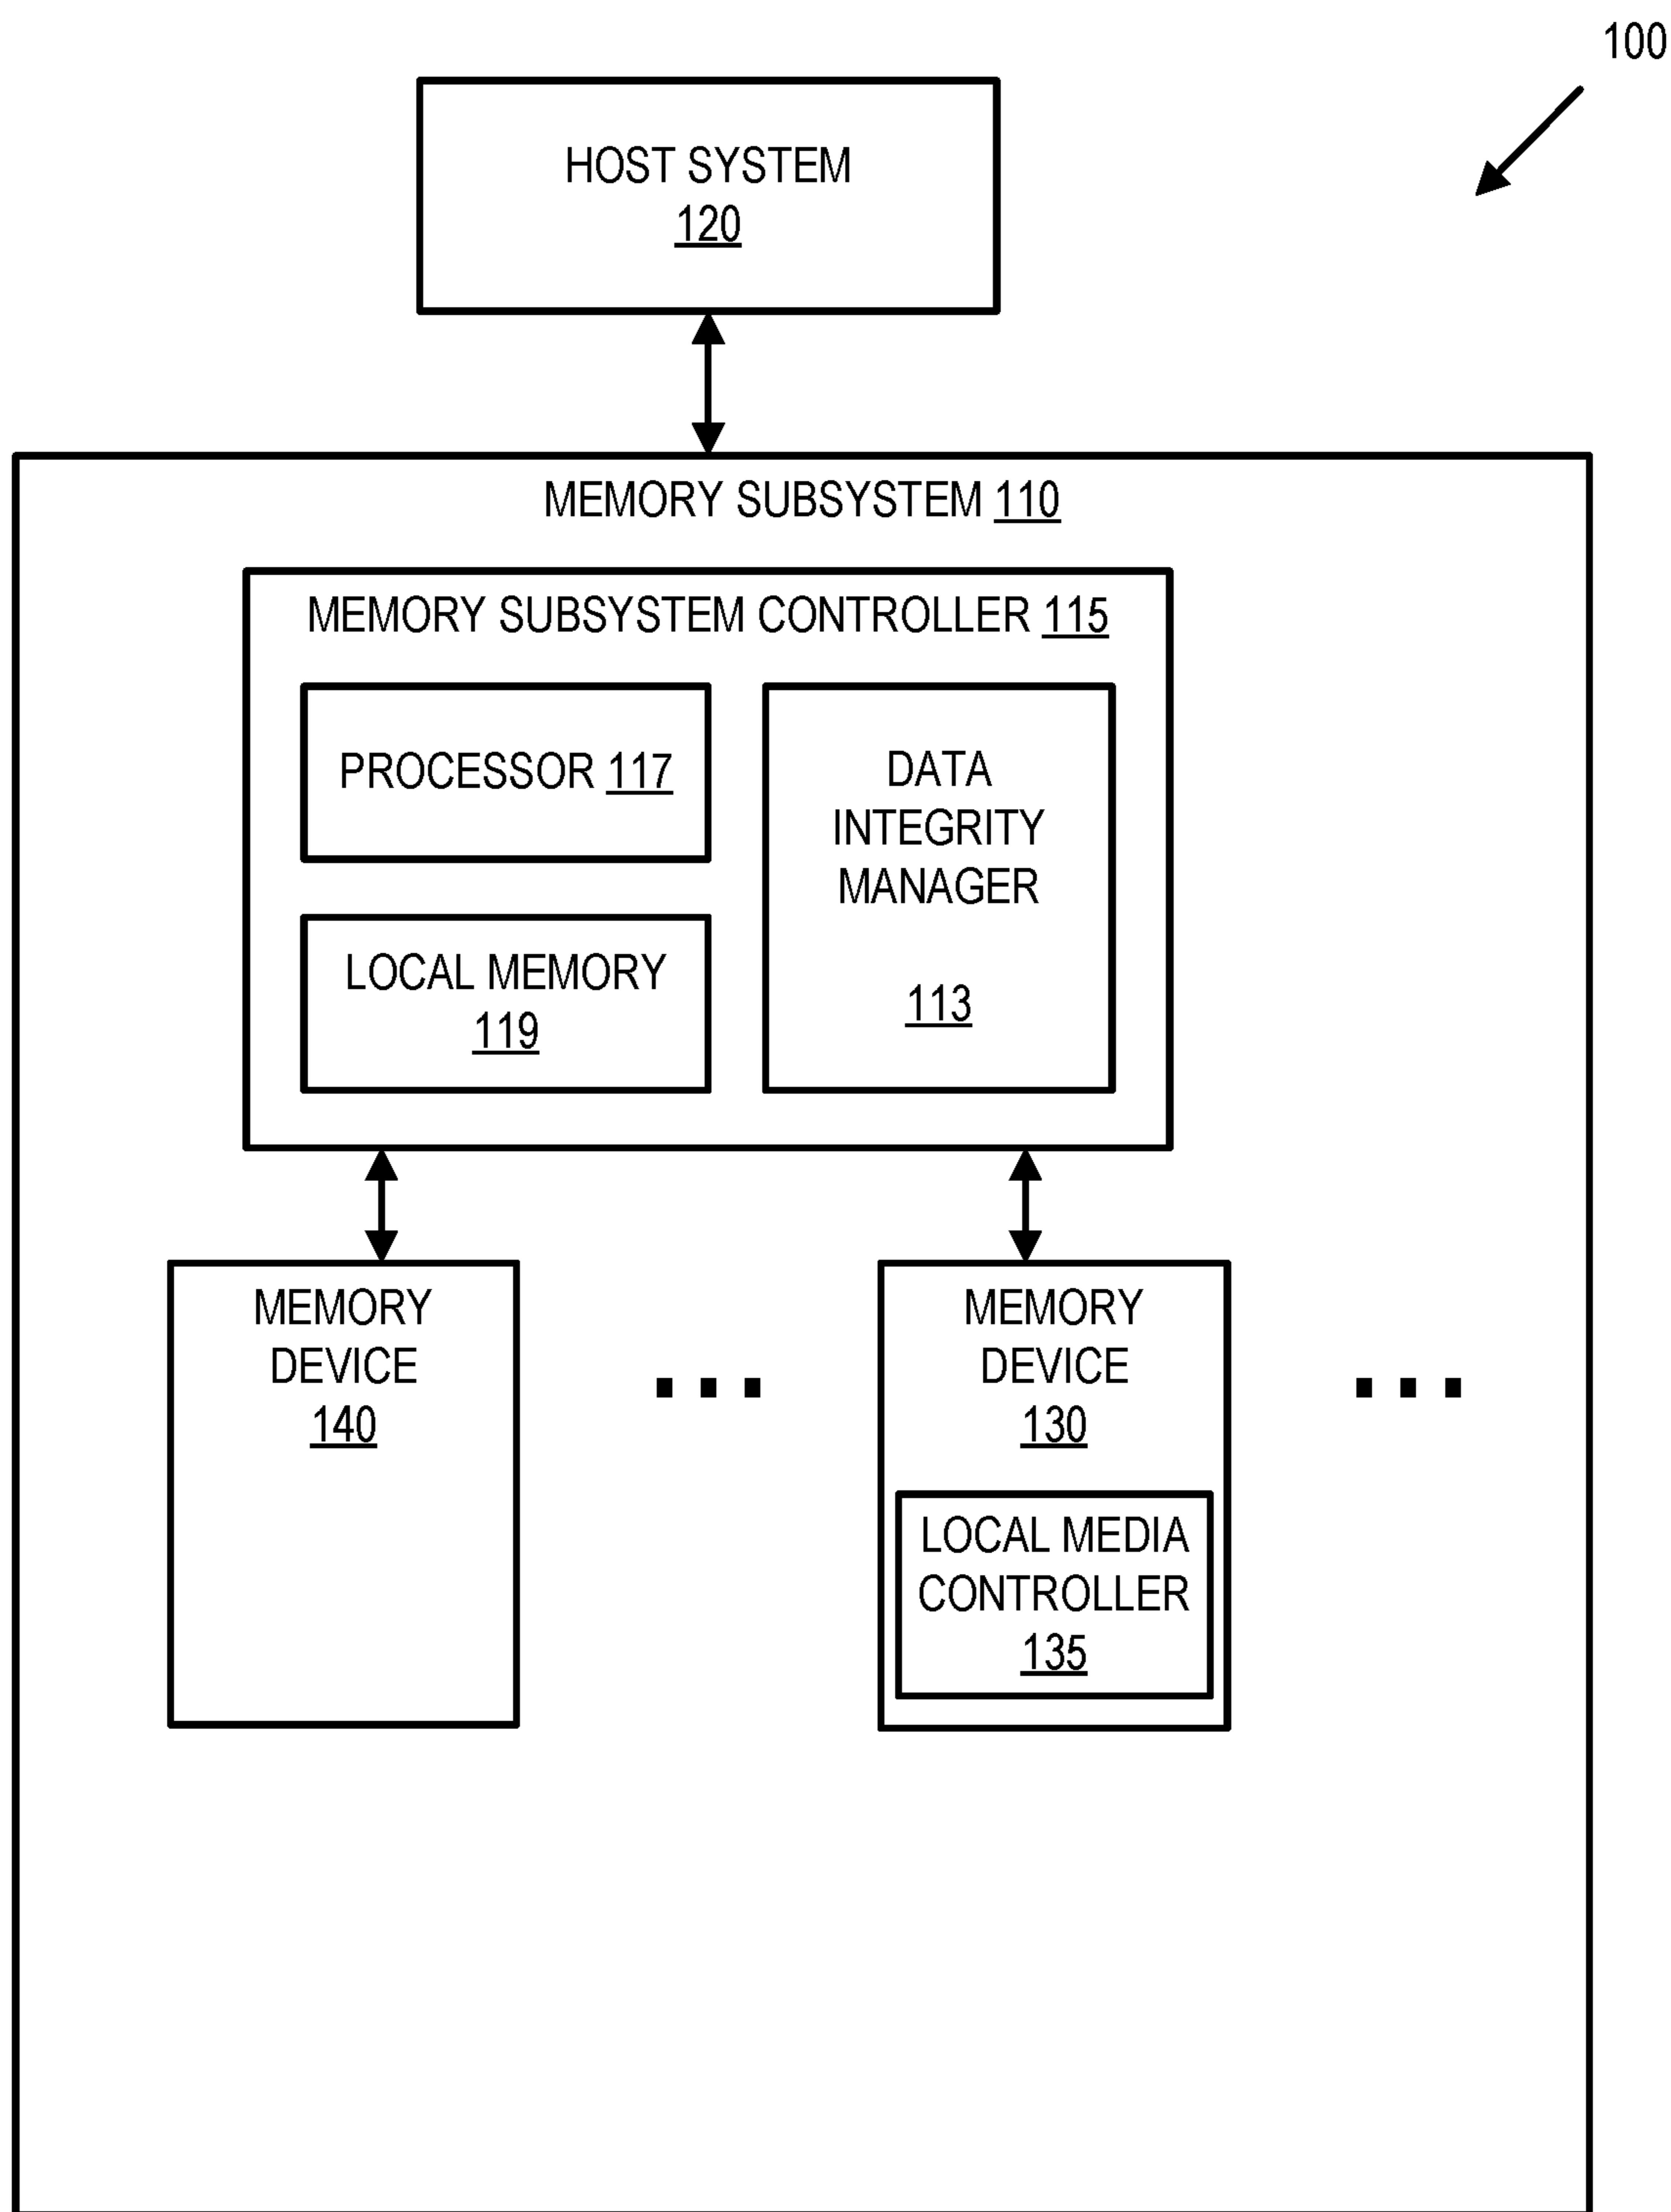 100
HOST SYSTEM
120
MEMORY SUBSYSTEM 110
MEMORY SUBSYSTEM CONTROLLER 115
PROCESSOR 117
LOCAL MEMORY
119
DATA
INTEGRITY
MANAGER
113
MEMORY
DEVICE
140
MEMORY
DEVICE
130
LOCAL MEDIA
CONTROLLER
135